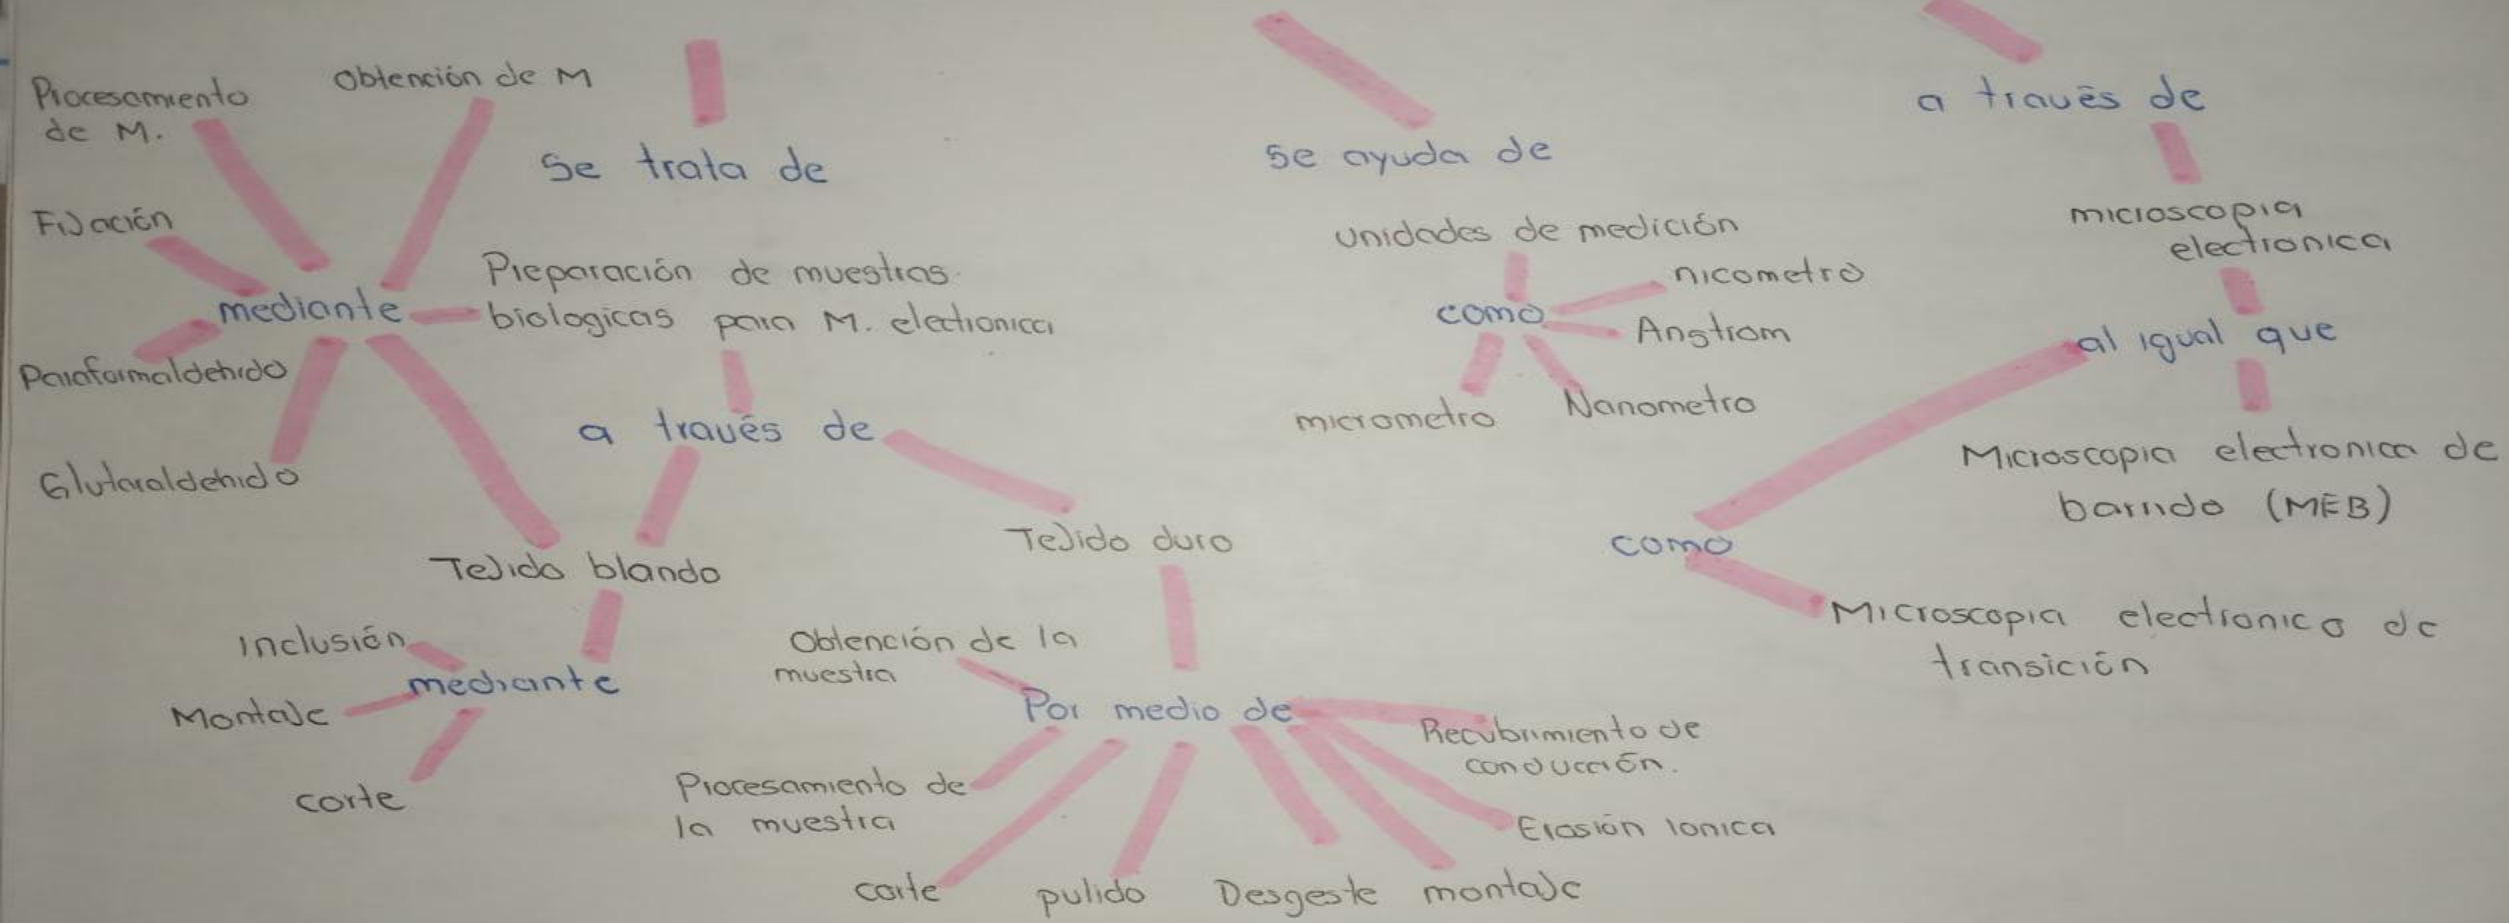 Procesamiento
de M.
Obtención de M
Se trata de
Fijación
mediante
Preparación de muestras
biologicas para M. electronica
Paraformaldehido
Glutaraldehido
a través de
Tejido blando
Tejido duro
Inclusión
mediante
Montaje
corte
Obtención de la
muestra
Por medio de
Procesamiento de
la muestra
corte
pulido
Desgeste
montaje
Erosión ionica
Recubrimiento de
conducción.
se ayuda de
unidades de medición
como
nicometro
Anstrom
Nanometro
micrometro
a través de
microscopia
electronica
al igual que
Microscopia electronica de
barrido (MEB)
como
Microscopia electronica de
transición